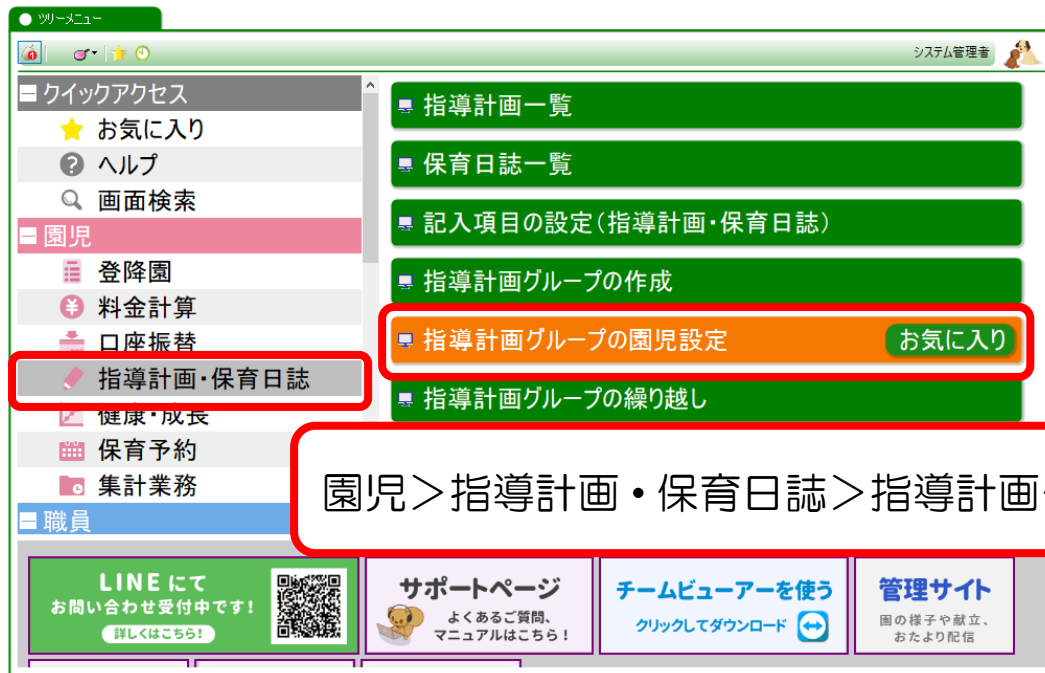 ツリーメニュー
システム管理者
クイックアクセス
お気に入り
ヘルプ
画面検索
園児
登降園
料金計算
口座振替
指導計画・保育日誌
健康・成長
保育予約
集計業務
職員
指導計画一覧
保育日誌一覧
記入項目の設定(指導計画・保育日誌)
指導計画グループの作成
指導計画グループの園児設定
お気に入り
指導計画グループの繰り越し
園児＞指導計画・保育日誌＞指導計画
LINEにて
お問い合わせ受付中です!
詳しくはこちら!
サポートページ
よくあるご質問、
マニュアルはこちら!
チームビューアーを使う
クリックしてダウンロード
管理サイト
園の様子や献立、
おたより配信